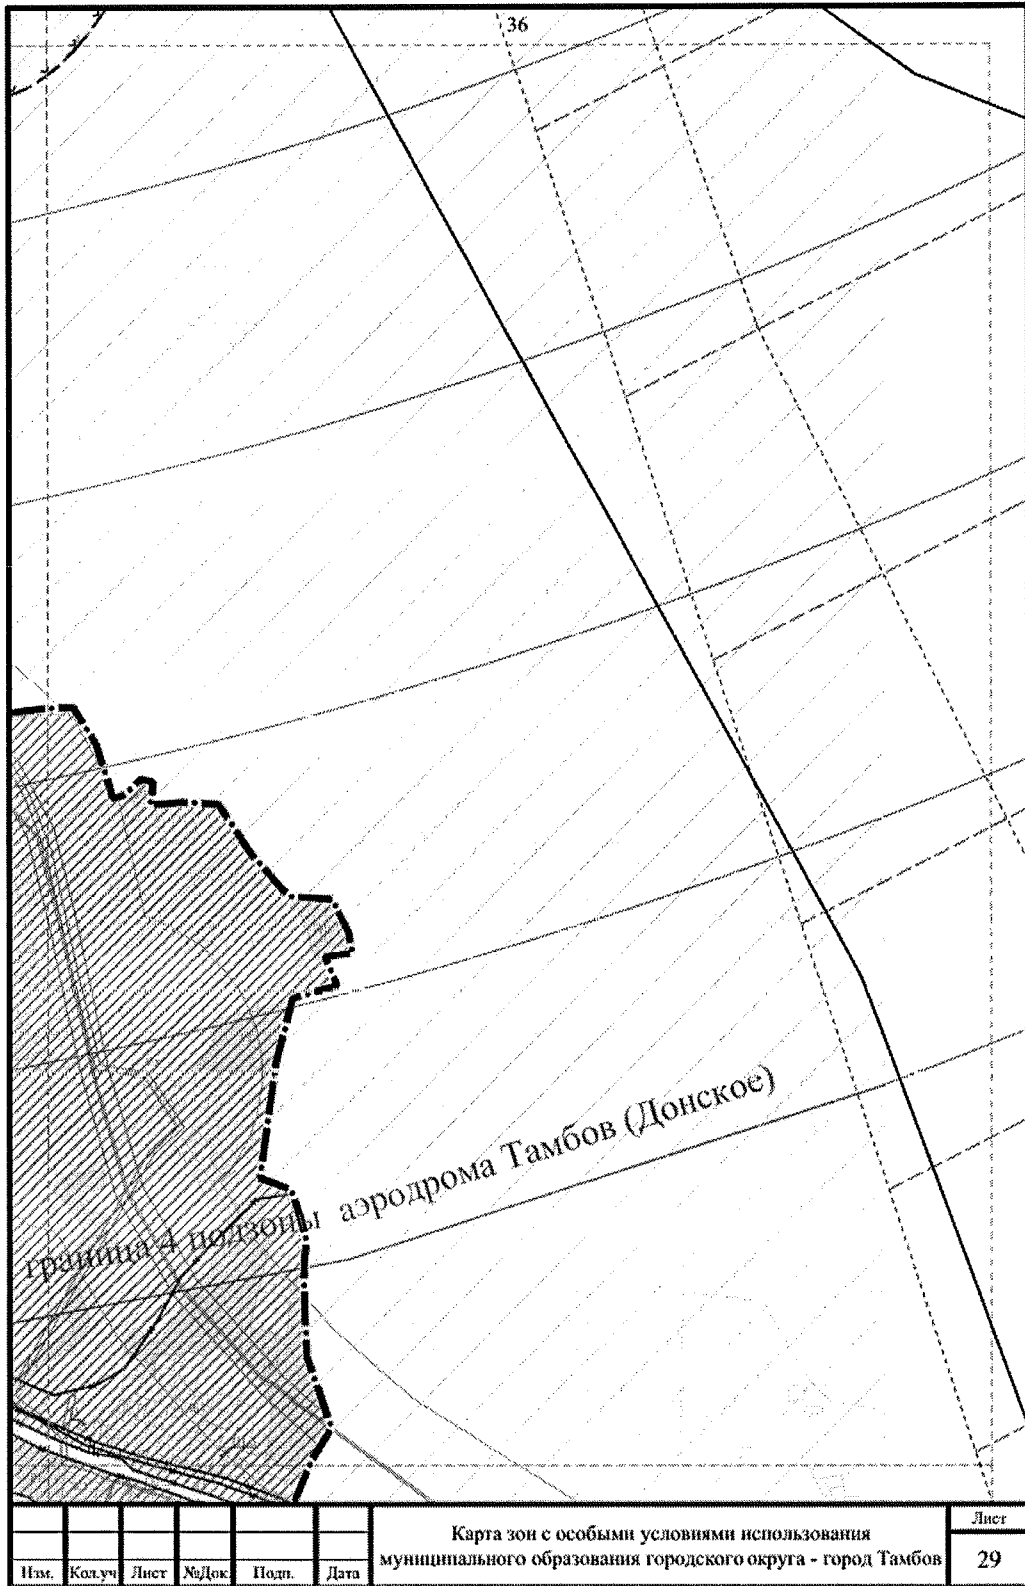 36
граница 4 подзоны аэродрома Тамбов (Донское)
Карта зон с особыми условиями использования
муниципального образования городского округа - город Тамбов
Лист
29
Изм. Кол.уч Лист №Док. Подп. Дата